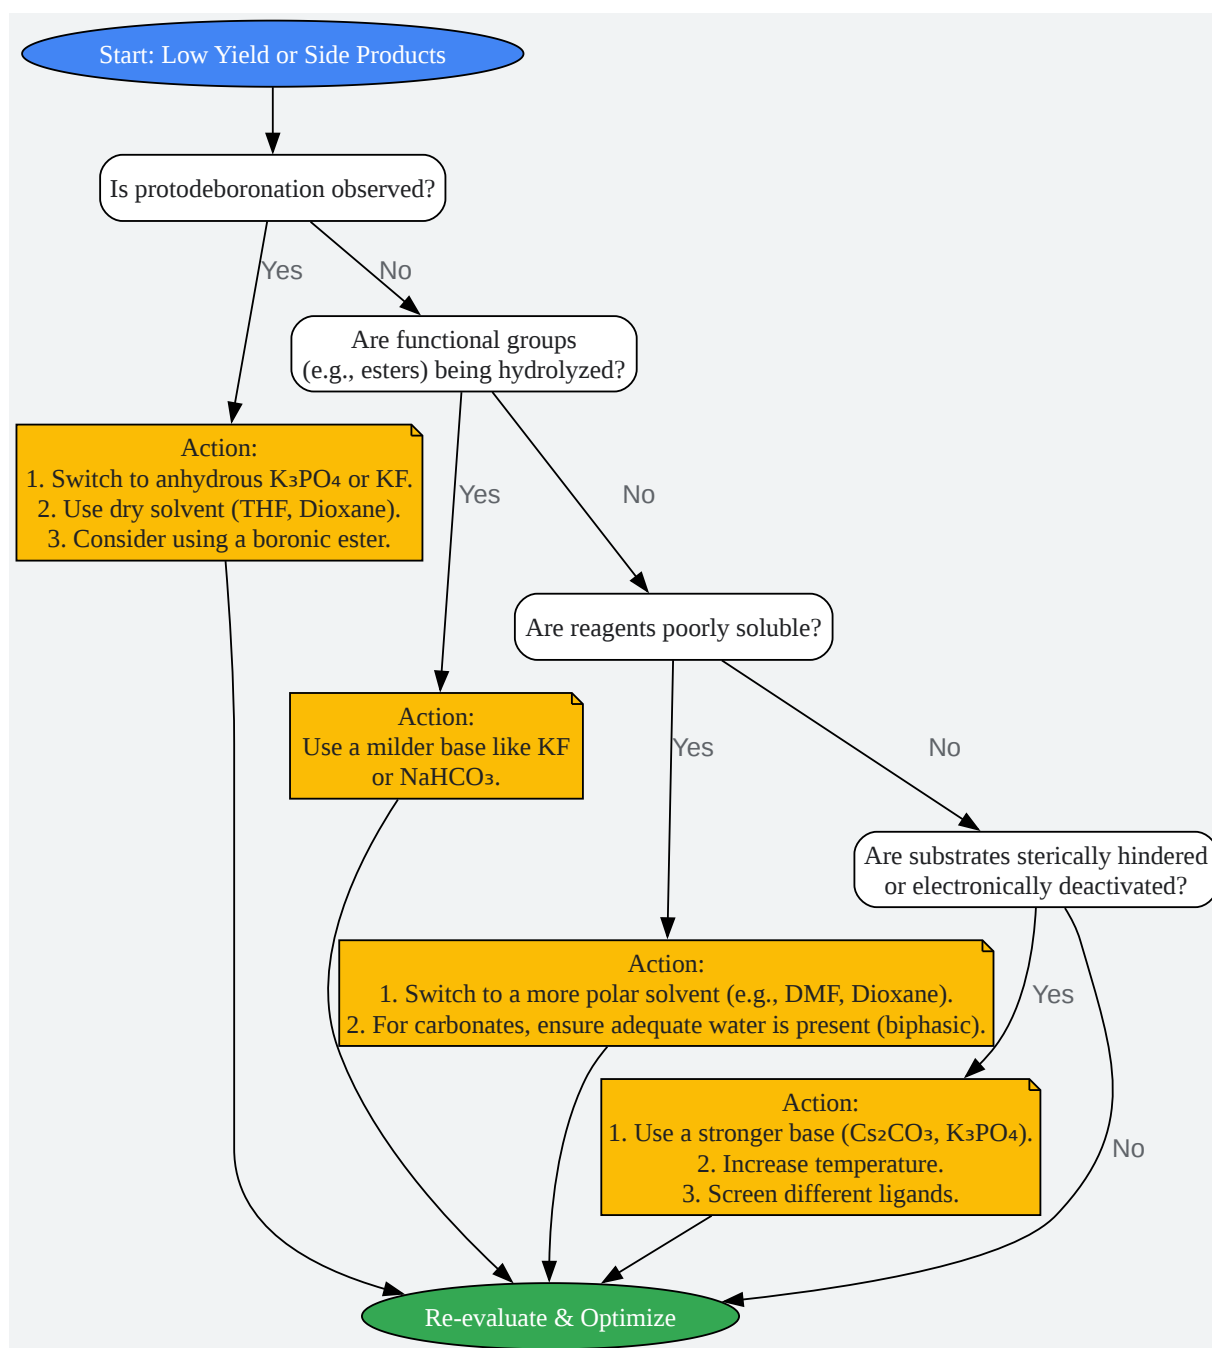 Start: Low Yield or Side Products
Is protodeboronation observed?
Yes
No
Are functional groups
(e.g., esters) being hydrolyzed?
Action:
1. Switch to anhydrous K₃PO₄ or KF.
2. Use dry solvent (THF, Dioxane).
3. Consider using a boronic ester.
Yes
No
Are reagents poorly soluble?
Action:
Use a milder base like KF
or NaHCO₃.
Yes
No
Are substrates sterically hindered
or electronically deactivated?
Action:
1. Switch to a more polar solvent (e.g., DMF, Dioxane).
2. For carbonates, ensure adequate water is present (biphasic).
Yes
No
Action:
1. Use a stronger base (Cs₂CO₃, K₃PO₄).
2. Increase temperature.
3. Screen different ligands.
Re-evaluate & Optimize